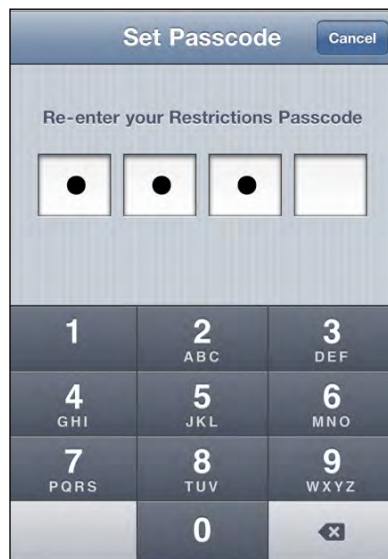 Set Passcode Cancel
Re-enter your Restrictions Passcode
1 2 3
ABC DEF
4 5 6
GHI JKL MNO
7 8 9
PQRS TUV WXYZ
0